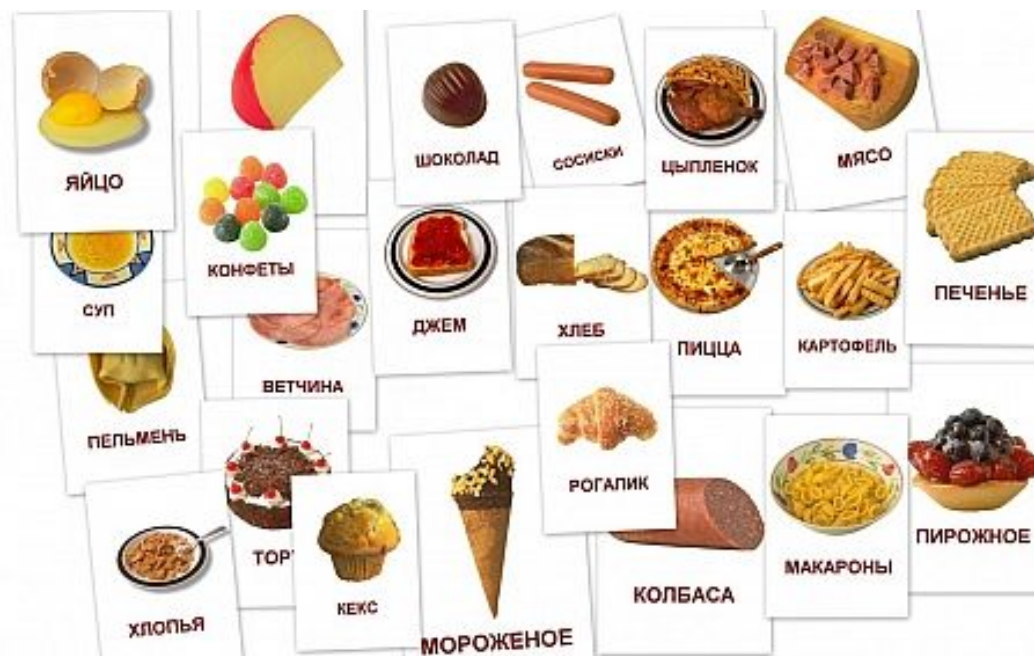 ЯЙЦО
ШОКОЛАД
СОСИСКИ
ЦЫПЛЕНОК
МЯСО
КОНФЕТЫ
СУП
ДЖЕМ
ХЛЕБ
ПИЦЦА
КАРТОФЕЛЬ
ПЕЧЕНЬЕ
ВЕТЧИНА
ПЕЛЬМЕНЬ
РОГАЛИК
ТОР
КЕКС
МОРОЖЕНОЕ
КОЛБАСА
МАКАРОНЫ
ПИРОЖНОЕ
ХЛОПЬЯ